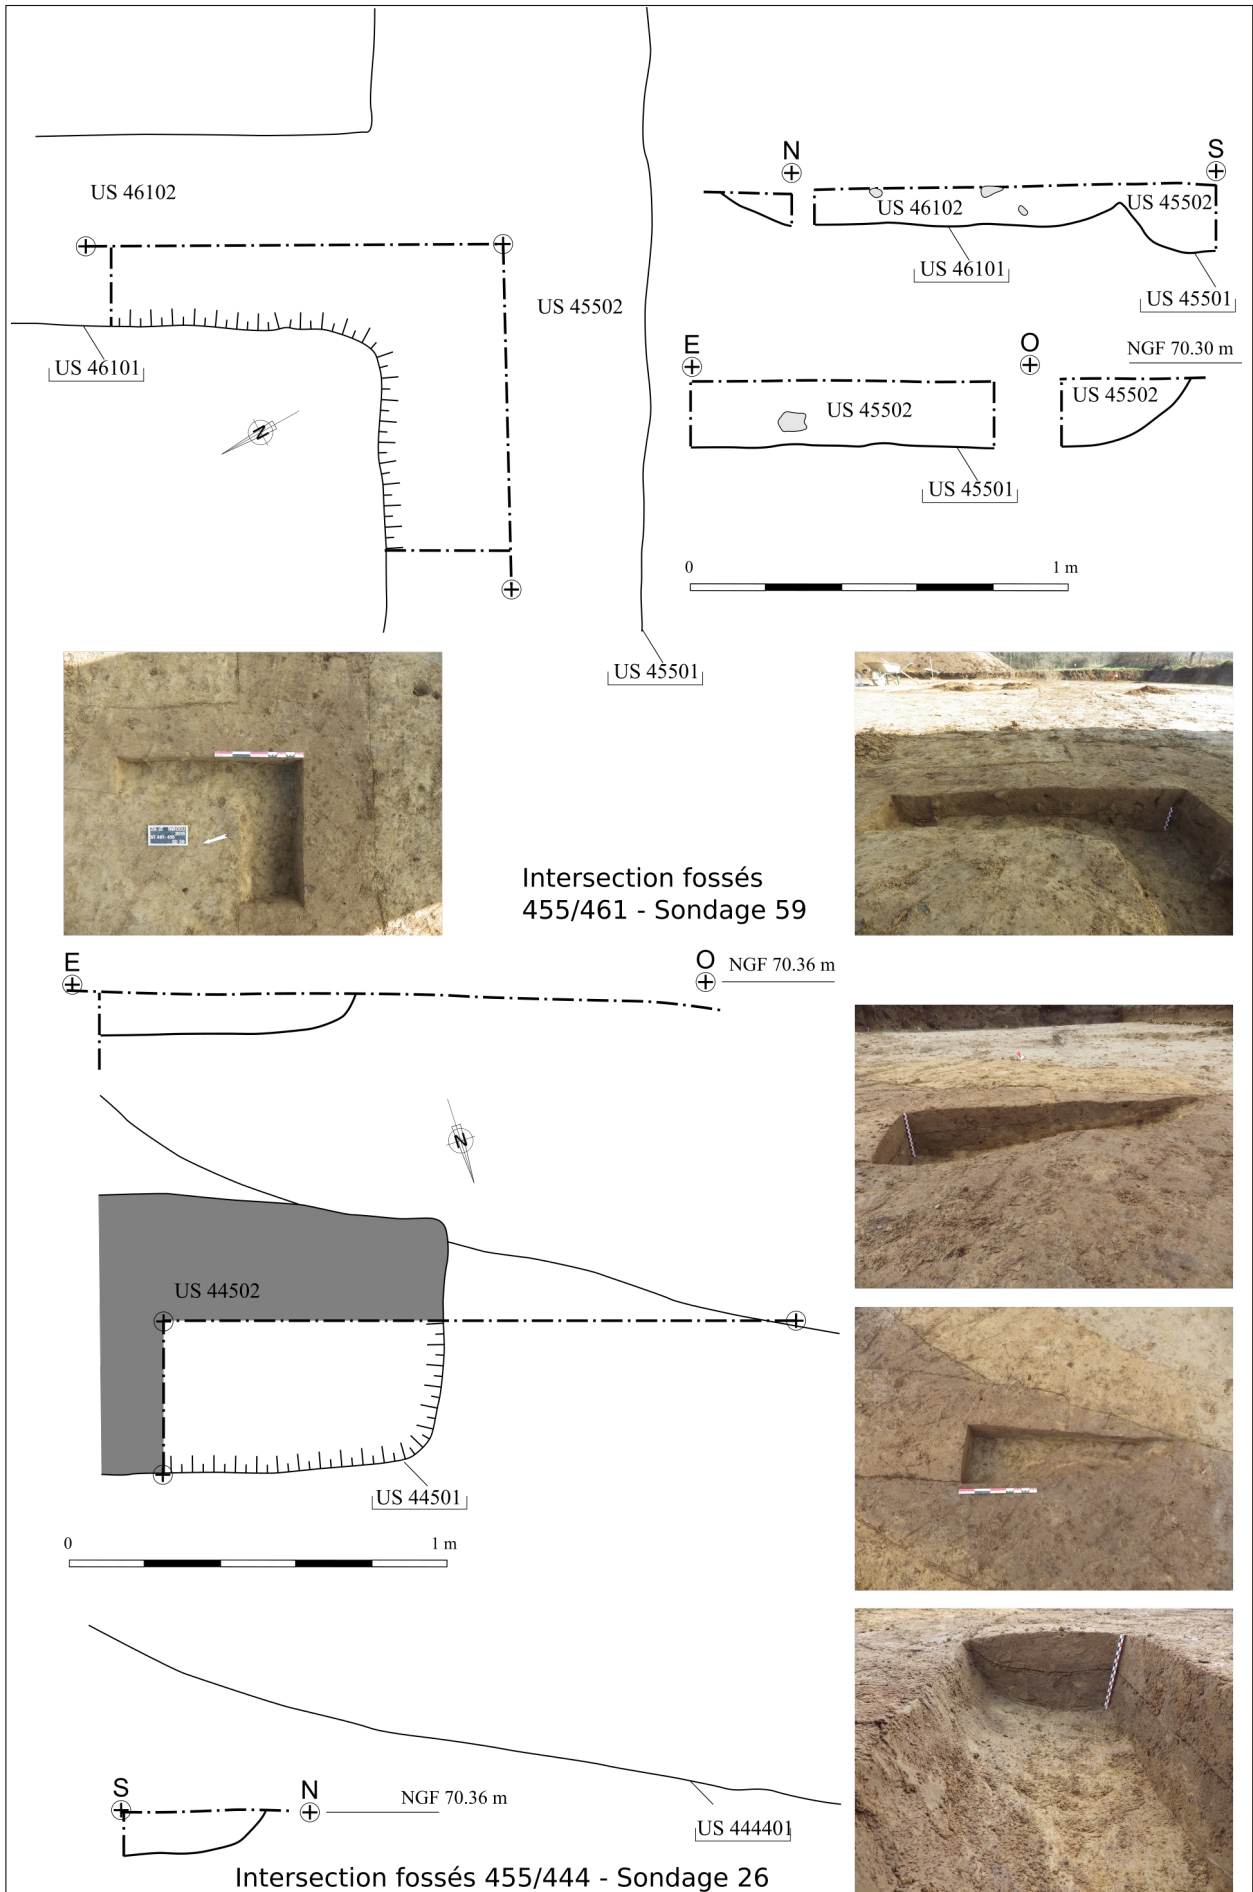 US 46102
US 45502
US 46101
N
N
S
US 46102
US 45502
US 46101
US 45501
E
O
NGF 70.30 m
US 45502
US 45502
US 45501
0
1 m
US 45501
Intersection fossés
455/461 - Sondage 59
E
O
NGF 70.36 m
N
US 44502
US 44501
0
1 m
S
N
NGF 70.36 m
US 444401
Intersection fossés 455/444 - Sondage 26